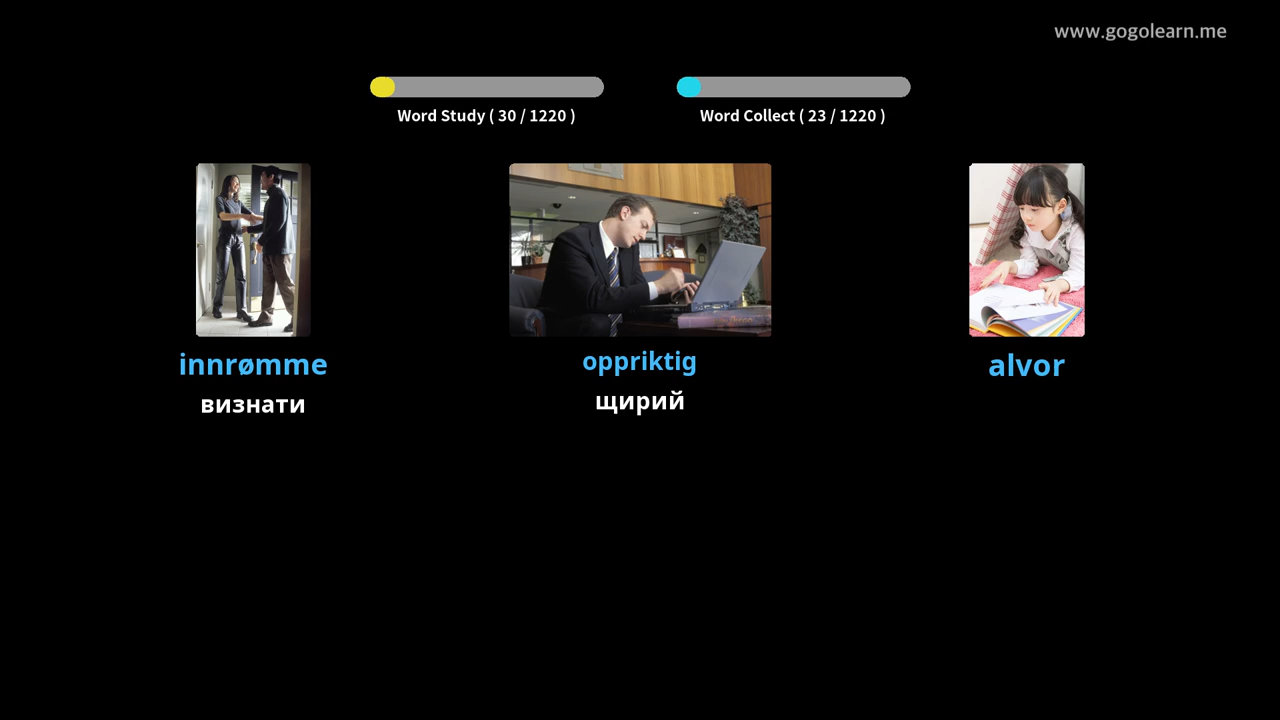 www.gogolearn.me
Word Study ( 30 / 1220 )
Word Collect ( 23 / 1220 )
innrømme
визнати
oppriktig
щирий
alvor